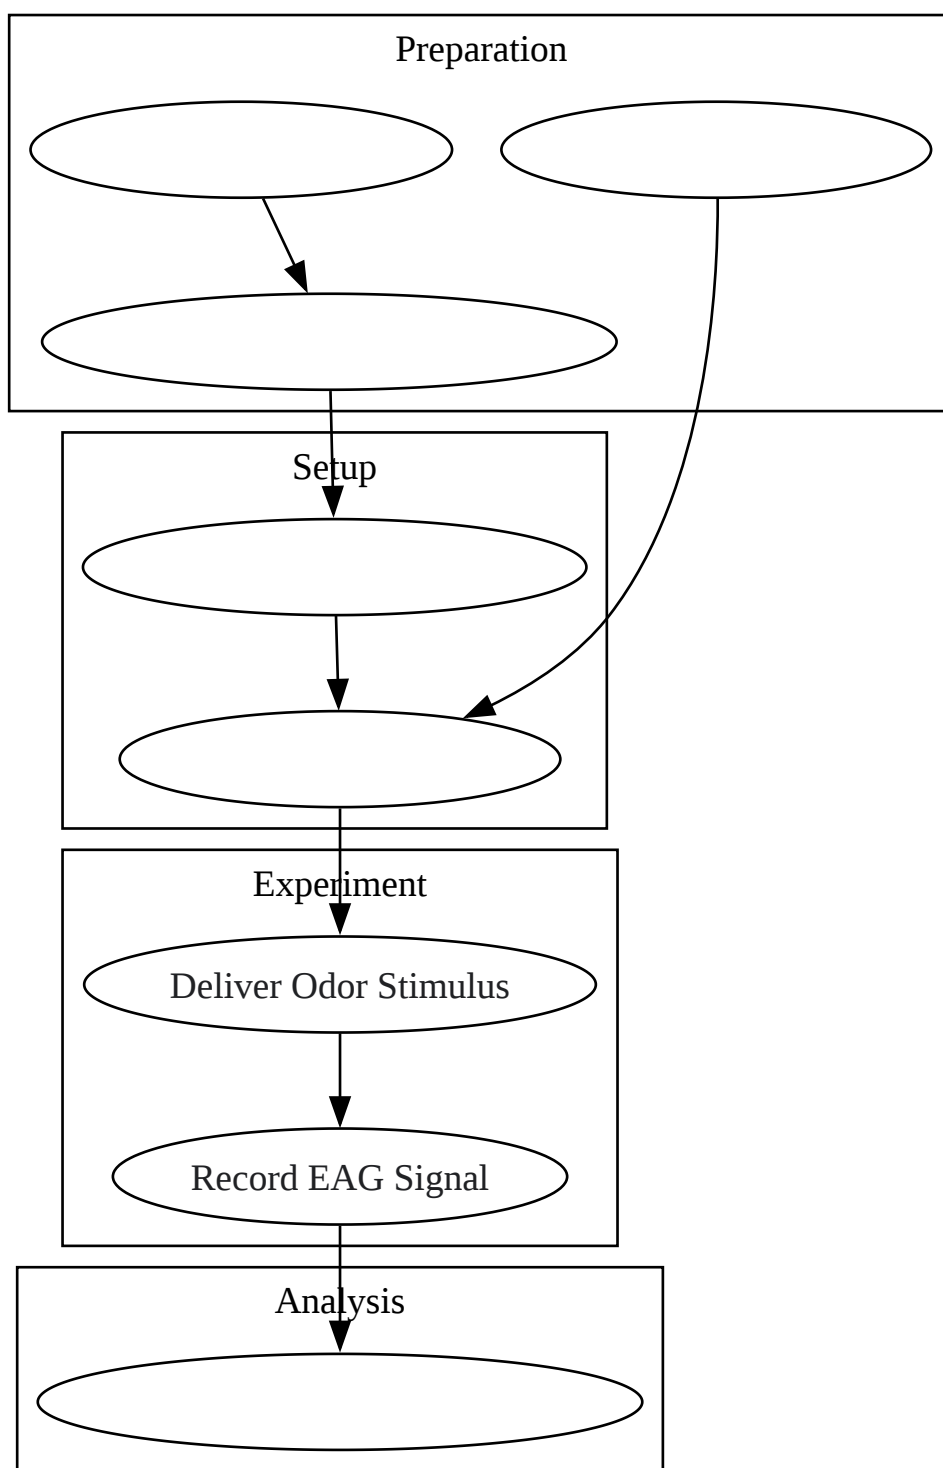 Preparation
Setup
Experiment
Deliver Odor Stimulus
Record EAG Signal
Analysis